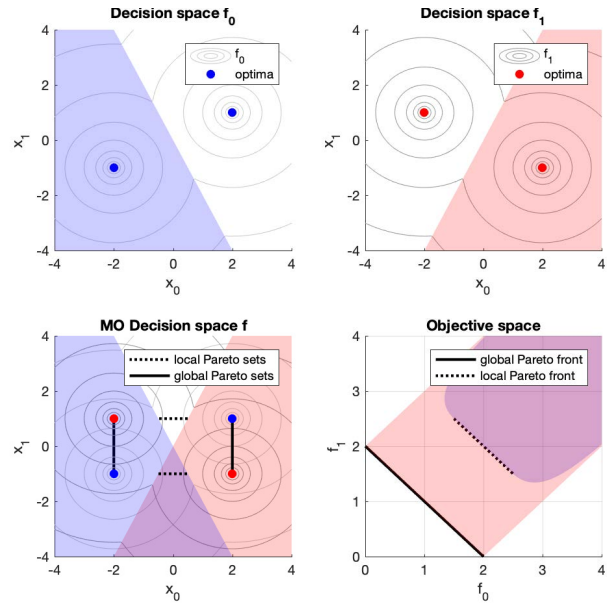 Decision space f0
Decision space f1
x1
4
2
0
-2
-4
f0
optima
-4
-2
0
2
4
x0
x1
4
2
0
-2
-4
f1
optima
-4
-2
0
2
4
x0
MO Decision space f
Objective space
x1
4
2
0
-2
-4
local Pareto sets
global Pareto sets
-4
-2
0
2
4
x0
f1
4
3
2
1
0
global Pareto front
local Pareto front
0
1
2
3
4
f0